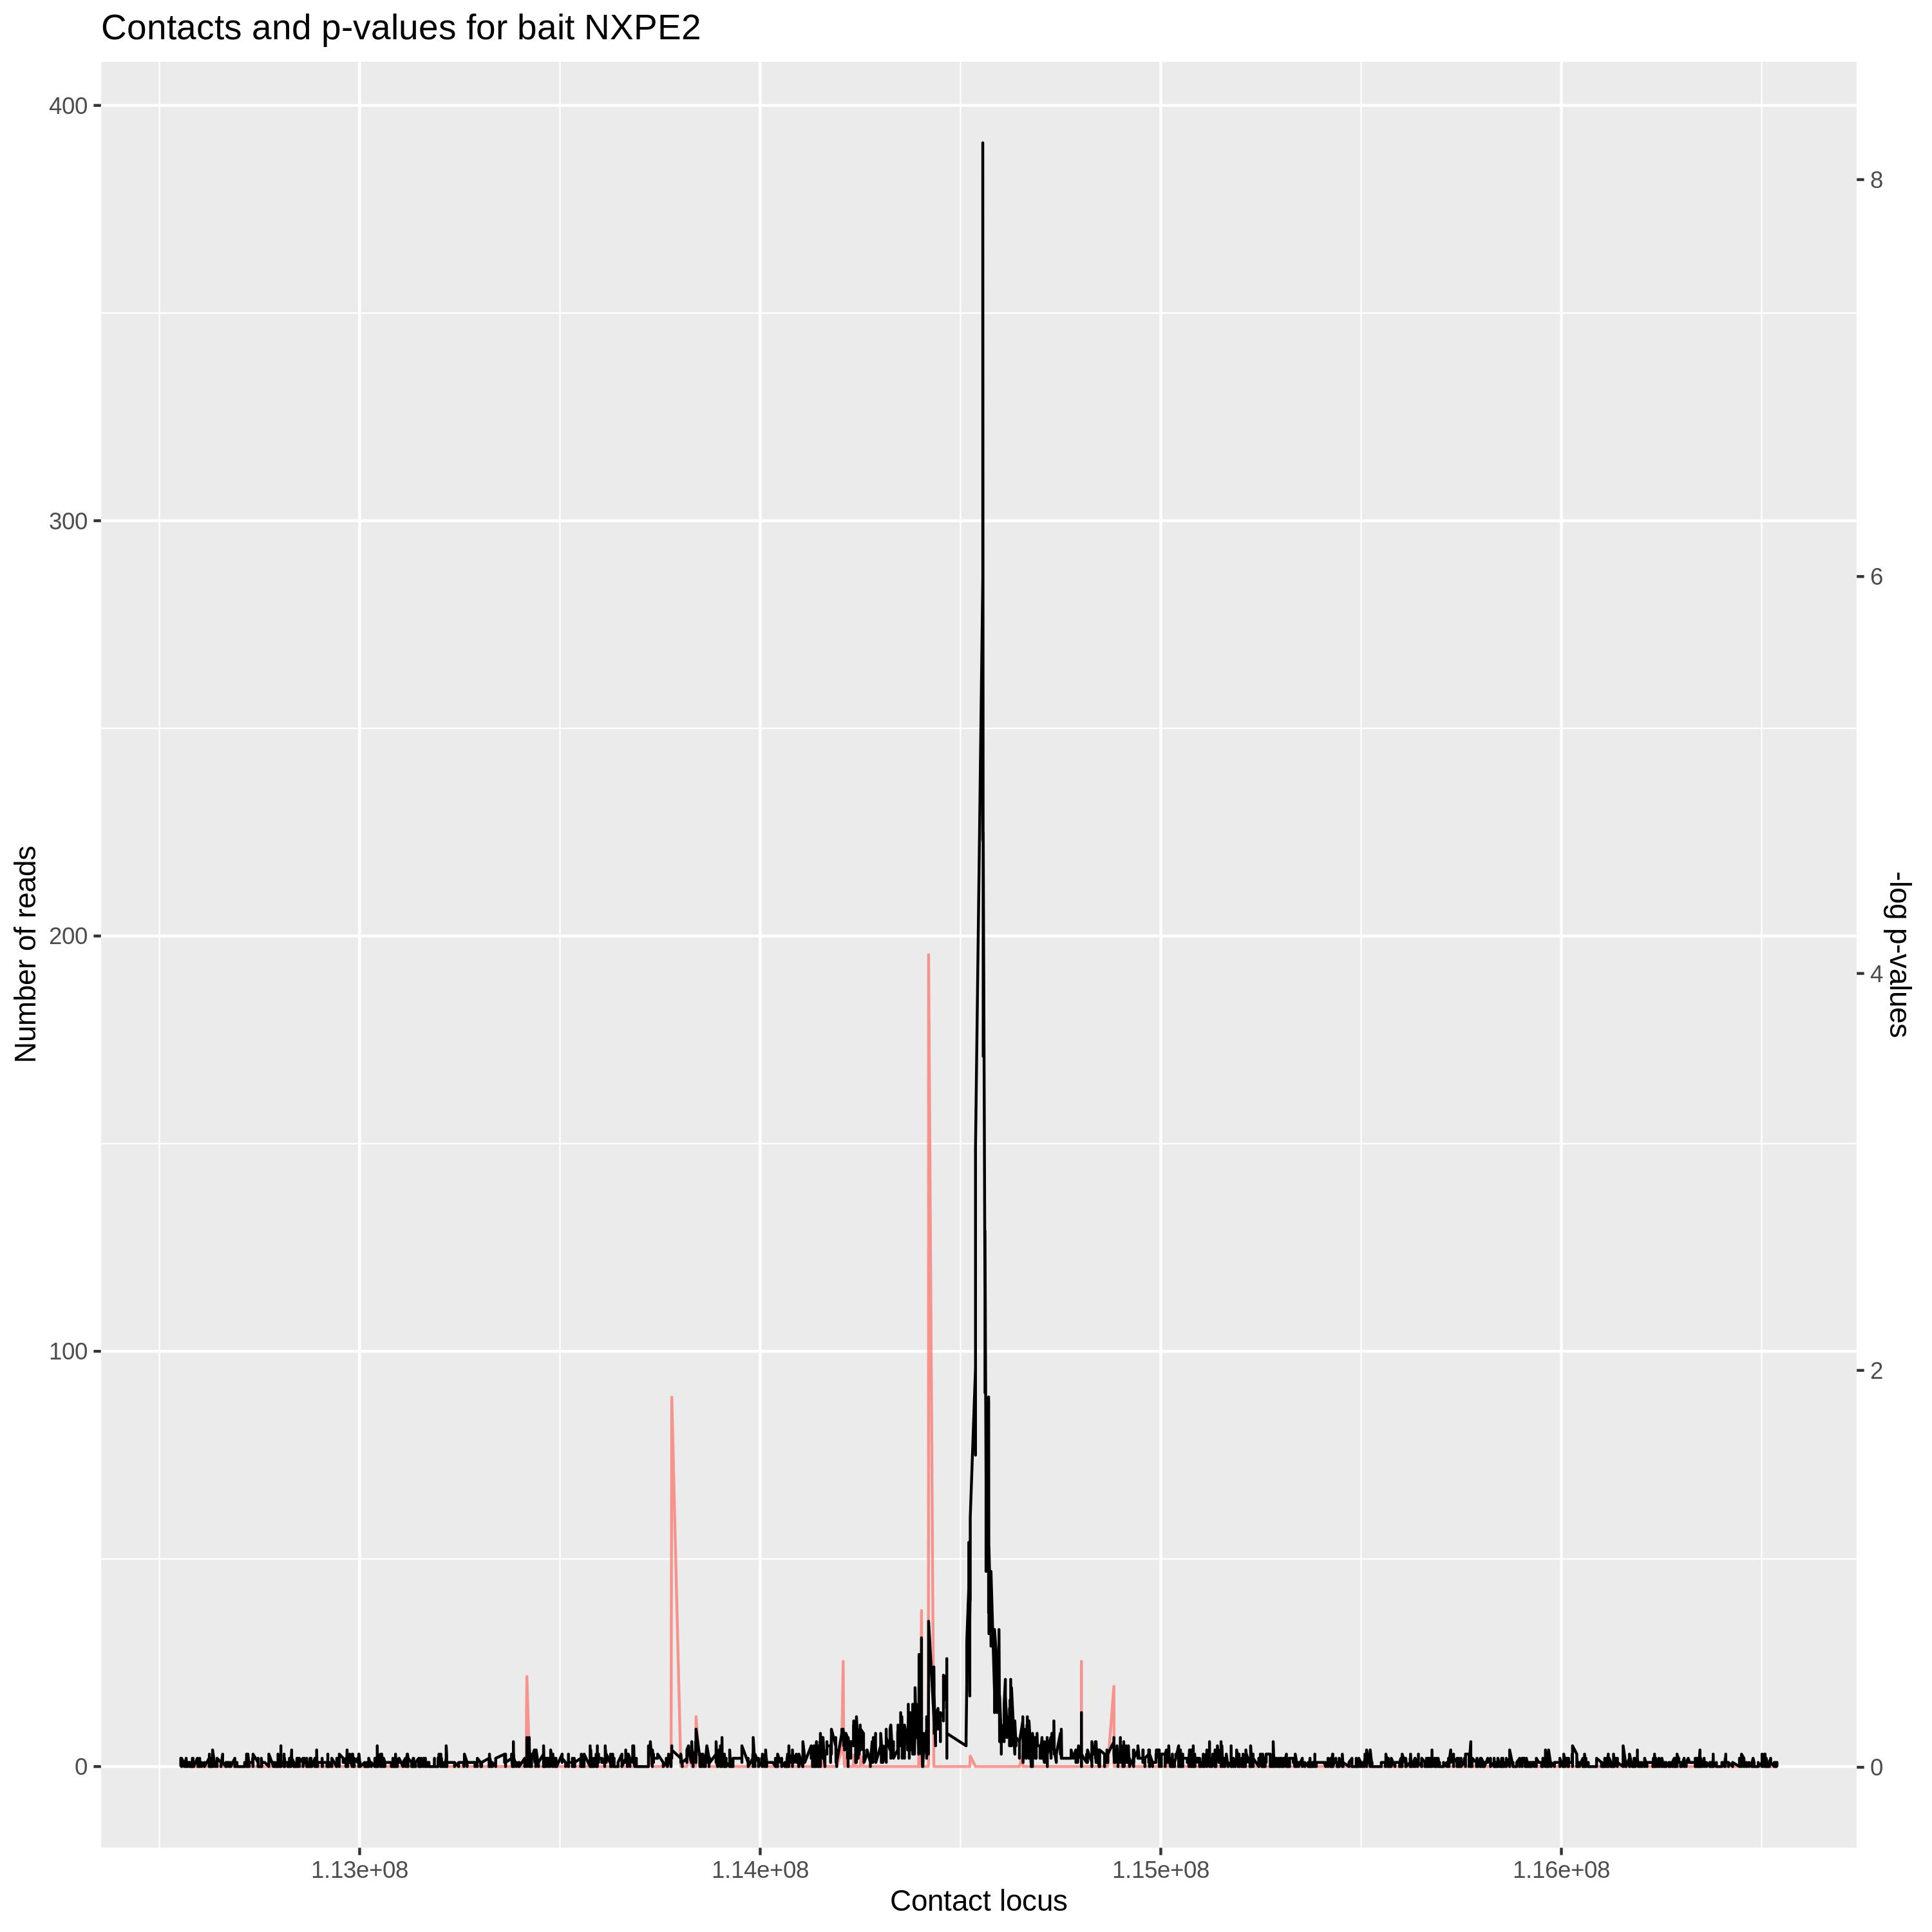 Contacts and p-values for bait NXPE2
400
300
200
100
0
Number of reads
8
6
4
2
0
-log p-values
1.13e+08
1.14e+08
1.15e+08
1.16e+08
Contact locus